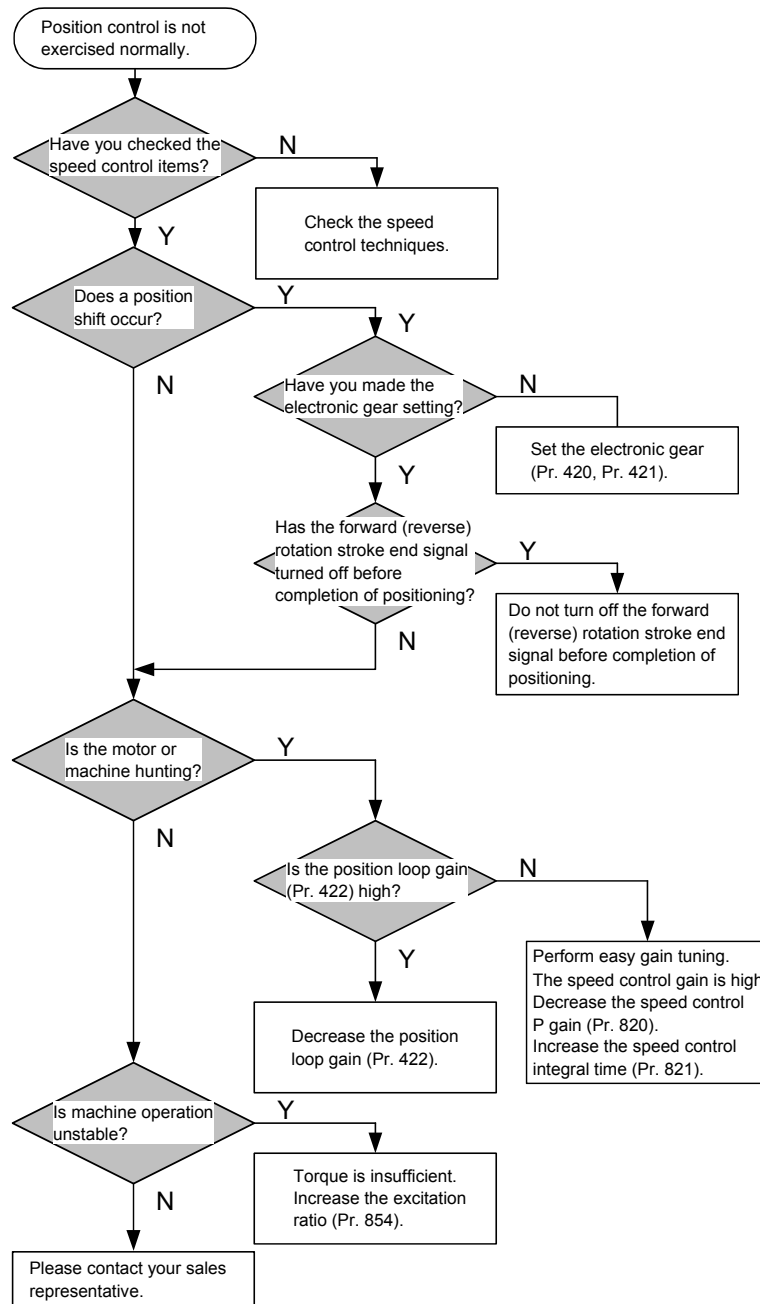 Position control is not
exercised normally.
Have you checked the
speed control items?
N
Check the speed
control techniques.
Y
Does a position
shift occur?
Y
Y
N
Have you made the
electronic gear setting?
N
Set the electronic gear
(Pr. 420, Pr. 421).
Y
Has the forward (reverse)
rotation stroke end signal
turned off before
completion of positioning?
Y
Do not turn off the forward
(reverse) rotation stroke end
signal before completion of
positioning.
N
Is the motor or
machine hunting?
Y
N
Is the position loop gain
(Pr. 422) high?
N
Y
Perform easy gain tuning.
The speed control gain is high
Decrease the speed control
P gain (Pr. 820).
Increase the speed control
integral time (Pr. 821).
Decrease the position
loop gain (Pr. 422).
Is machine operation
unstable?
Y
Torque is insufficient.
Increase the excitation
ratio (Pr. 854).
N
Please contact your sales
representative.